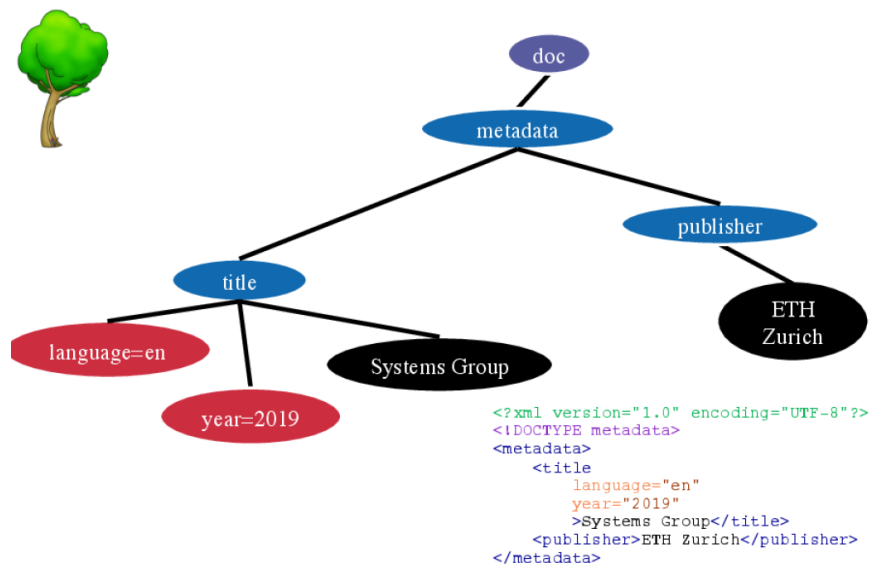 doc
metadata
publisher
title
ETH
Zurich
language=en
Systems Group
year=2019
<?xml version="1.0" encoding="UTF-8"?>
<!DOCTYPE metadata>
<metadata>
    <title
        language="en"
        year="2019"
        >Systems Group</title>
    <publisher>ETH Zurich</publisher>
</metadata>